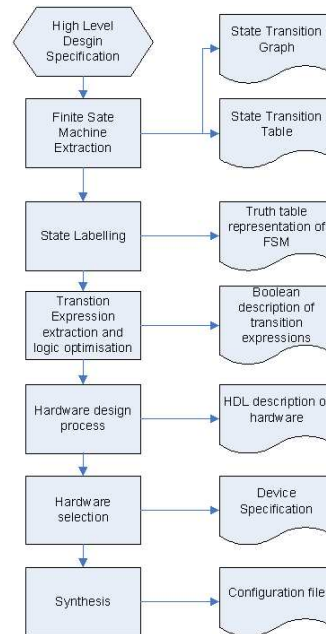 High Level
Desgin
Specification
State Transition
Graph
Finite Sate
Machine
Extraction
State Transition
Table
State Labelling
Truth table
representation of
FSM
Transtion
Expression
extraction and
logic optimisation
Boolean
description of
transition
expressions
Hardware design
process
HDL description of
hardware
Hardware
selection
Device
Specification
Synthesis
Configuration file